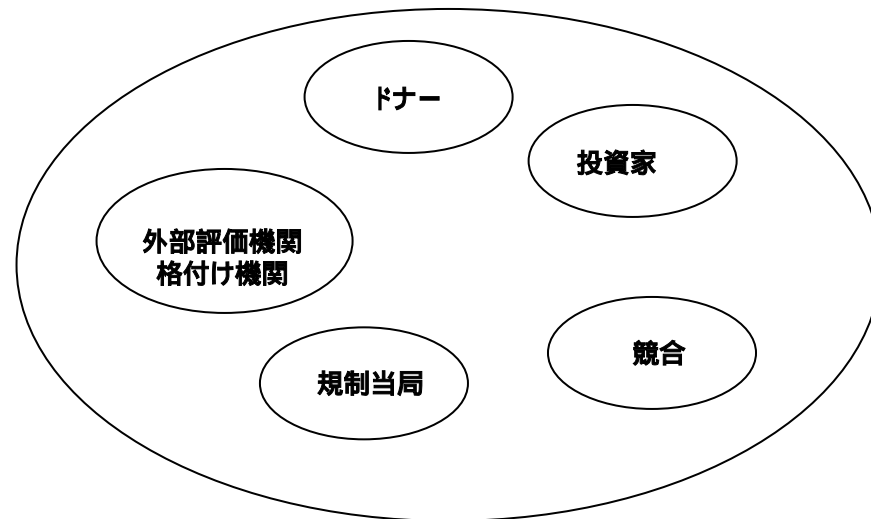 ドナー
投資家
外部評価機関
格付け機関
競合
規制当局